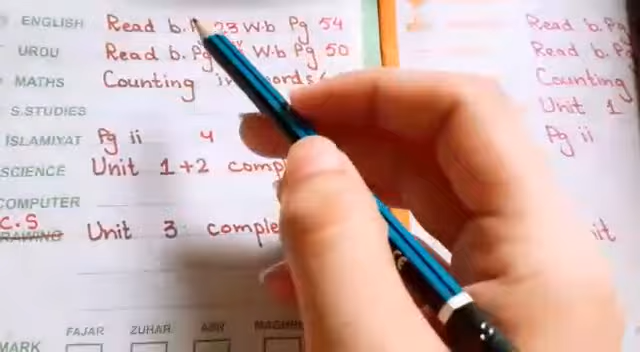 ENGLISH Read b. 23 W.b Pg 54
URDU Read b. Pg W.b Pg 50
MATHS Counting in
S.STUDIES
ISLAMIYAT Pg ii 4
SCIENCE Unit 1+2 comp
COMPUTER
C.S
DRAWING Unit 3 comple
FAJAR ZUHAR ASR MAGHRI
MARK
Read b. Pg
Read b. Pg
Counting
Unit 1
Pg ii
it